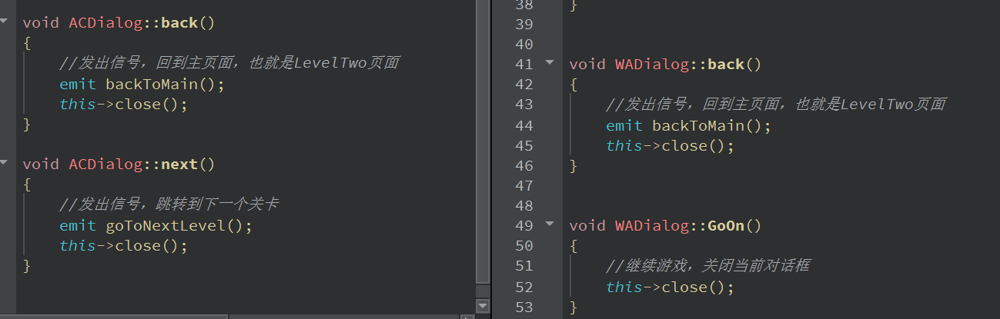 void ACDialog::back()
{
//发出信号，回到主页面，也就是LevelTwo页面
emit backToMain();
this->close();
}
void ACDialog::next()
{
//发出信号，跳转到下一个关卡
emit goToNextLevel();
this->close();
}
38 }
39
40
41 void WADialog::back()
42 {
43 //发出信号，回到主页面，也就是LevelTwo页面
44 emit backToMain();
45 this->close();
46 }
47
48
49 void WADialog::GoOn()
50 {
51 //继续游戏，关闭当前对话框
52 this->close();
53 }